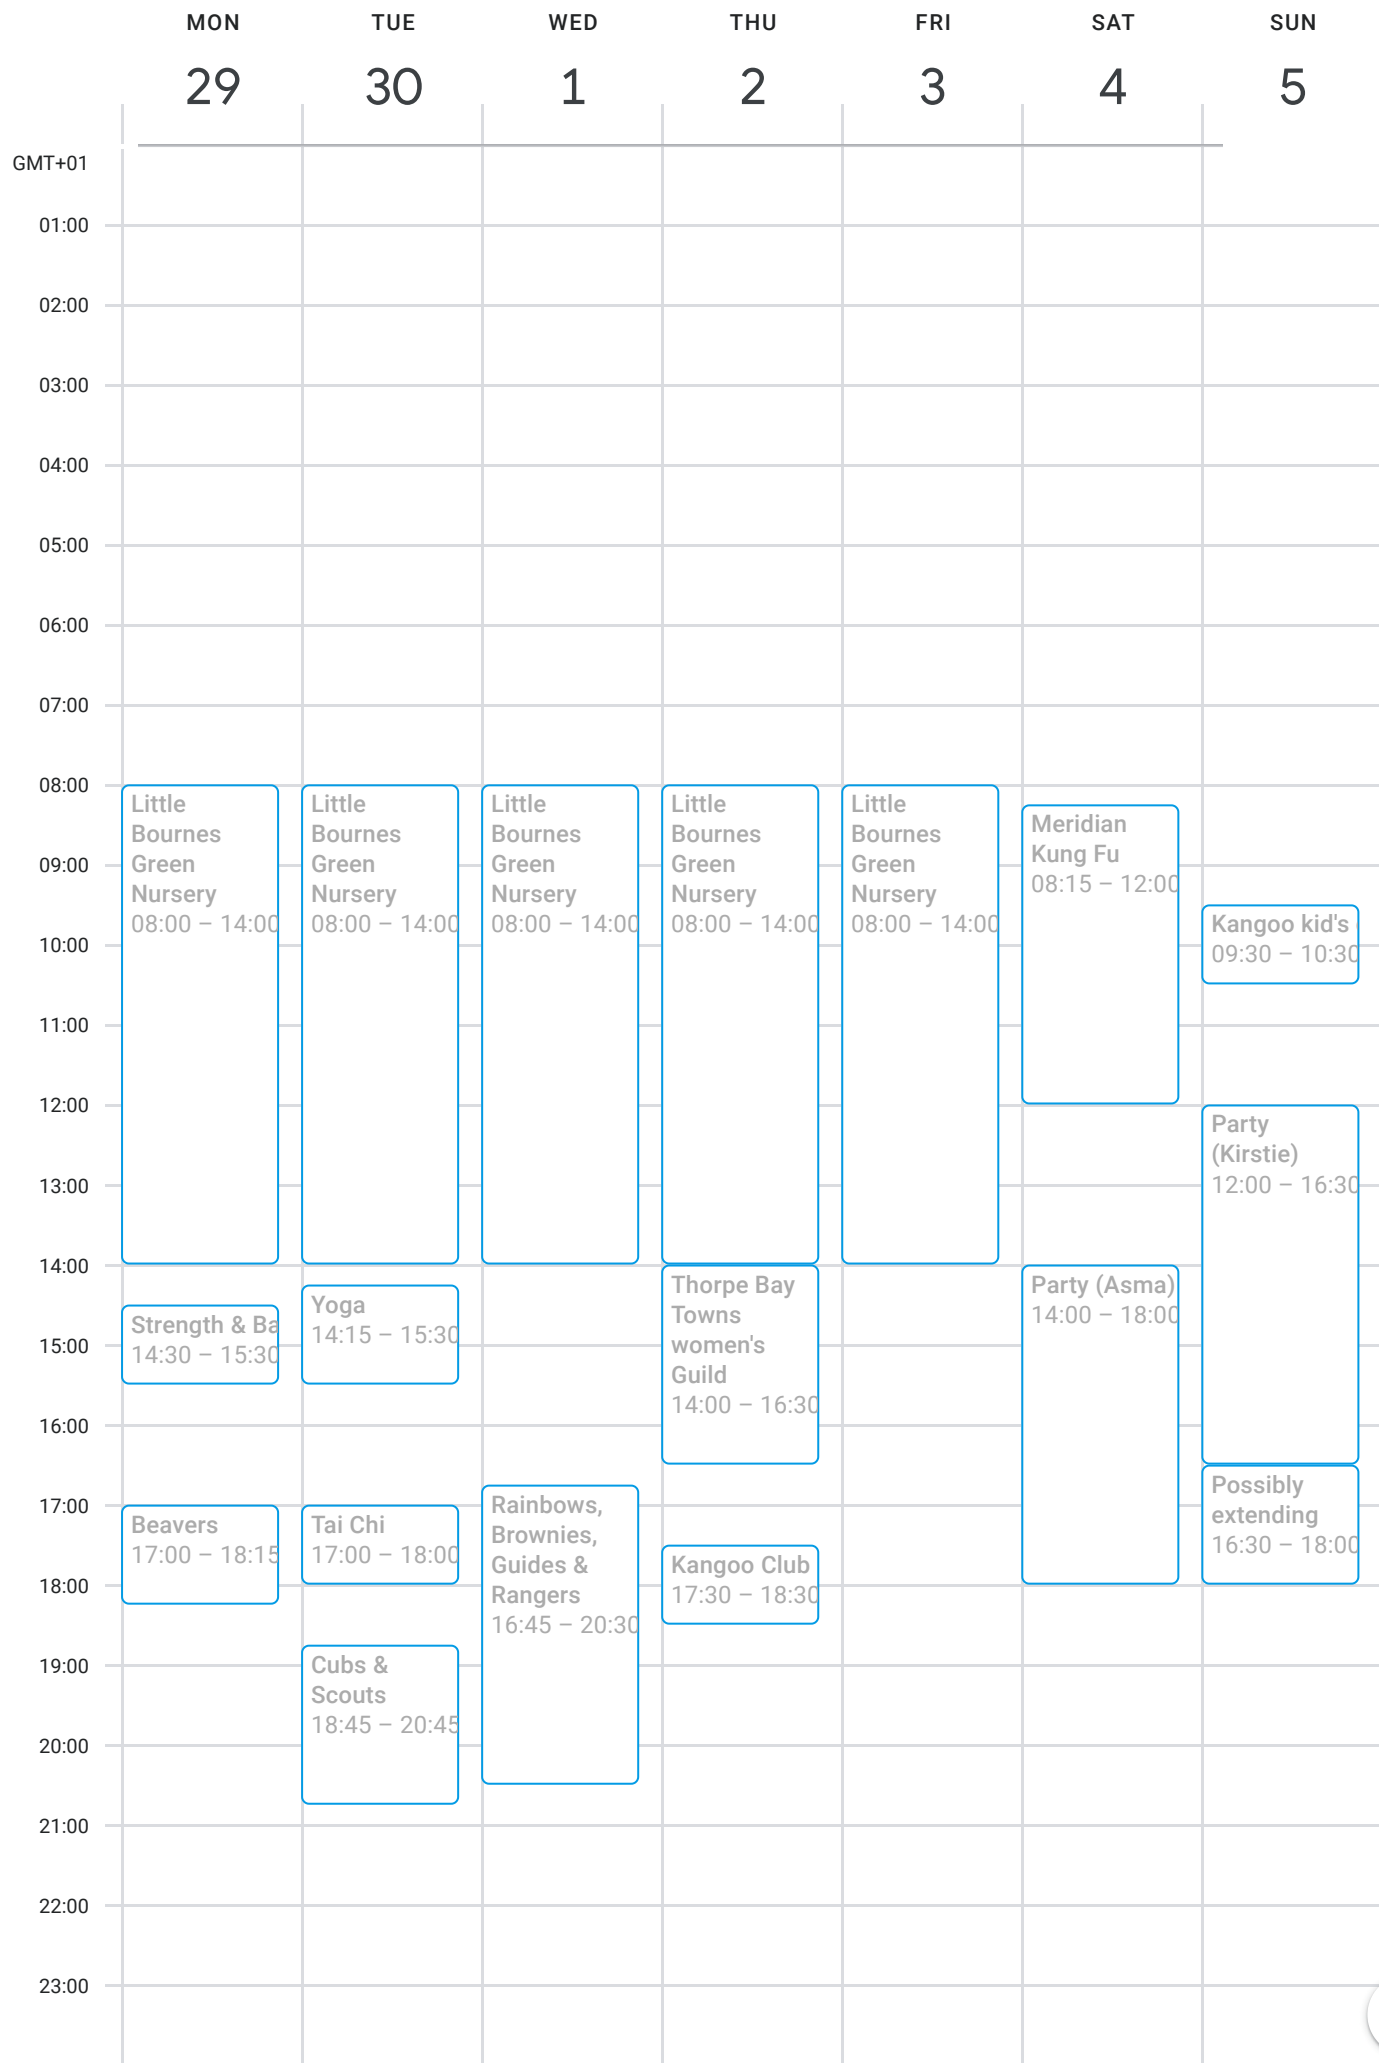 MON
TUE
WED
THU
FRI
SAT
SUN
29
30
1
2
3
4
5
GMT+01
01:00
02:00
03:00
04:00
05:00
06:00
07:00
08:00
09:00
10:00
11:00
12:00
13:00
14:00
15:00
16:00
17:00
18:00
19:00
20:00
21:00
22:00
23:00
Little
Bournes
Green
Nursery
08:00 – 14:00
Strength & Ba
14:30 – 15:30
Beavers
17:00 – 18:15
Little
Bournes
Green
Nursery
08:00 – 14:00
Yoga
14:15 – 15:30
Tai Chi
17:00 – 18:00
Cubs &
Scouts
18:45 – 20:45
Little
Bournes
Green
Nursery
08:00 – 14:00
Rainbows,
Brownies,
Guides &
Rangers
16:45 – 20:30
Little
Bournes
Green
Nursery
08:00 – 14:00
Thorpe Bay
Towns
women's
Guild
14:00 – 16:30
Kangoo Club
17:30 – 18:30
Little
Bournes
Green
Nursery
08:00 – 14:00
Meridian
Kung Fu
08:15 – 12:00
Party (Asma)
14:00 – 18:00
Kangoo kid's
09:30 – 10:30
Party
(Kirstie)
12:00 – 16:30
Possibly
extending
16:30 – 18:00